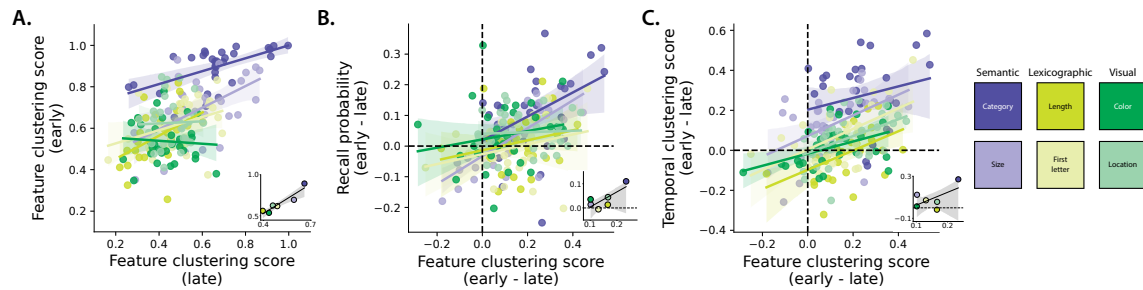 A.
Feature clustering score
(early)
1.0
0.8
0.6
0.4
0.2
0.2 0.4 0.6 0.8 1.0
Feature clustering score
(late)
1.0
0.5
0.4 0.7
B.
Recall probability
(early - late)
0.3
0.2
0.1
0.0
−0.1
−0.2
−0.2 0.0 0.2 0.4
Feature clustering score
(early - late)
0.1
0.0
0.1 0.2
C.
Temporal clustering score
(early - late)
0.6
0.4
0.2
0.0
−0.2
−0.4
−0.2 0.0 0.2 0.4
Feature clustering score
(early - late)
0.3
−0.1
0.1 0.2
Semantic Lexicographic Visual
Category Length Color
Size First
letter Location